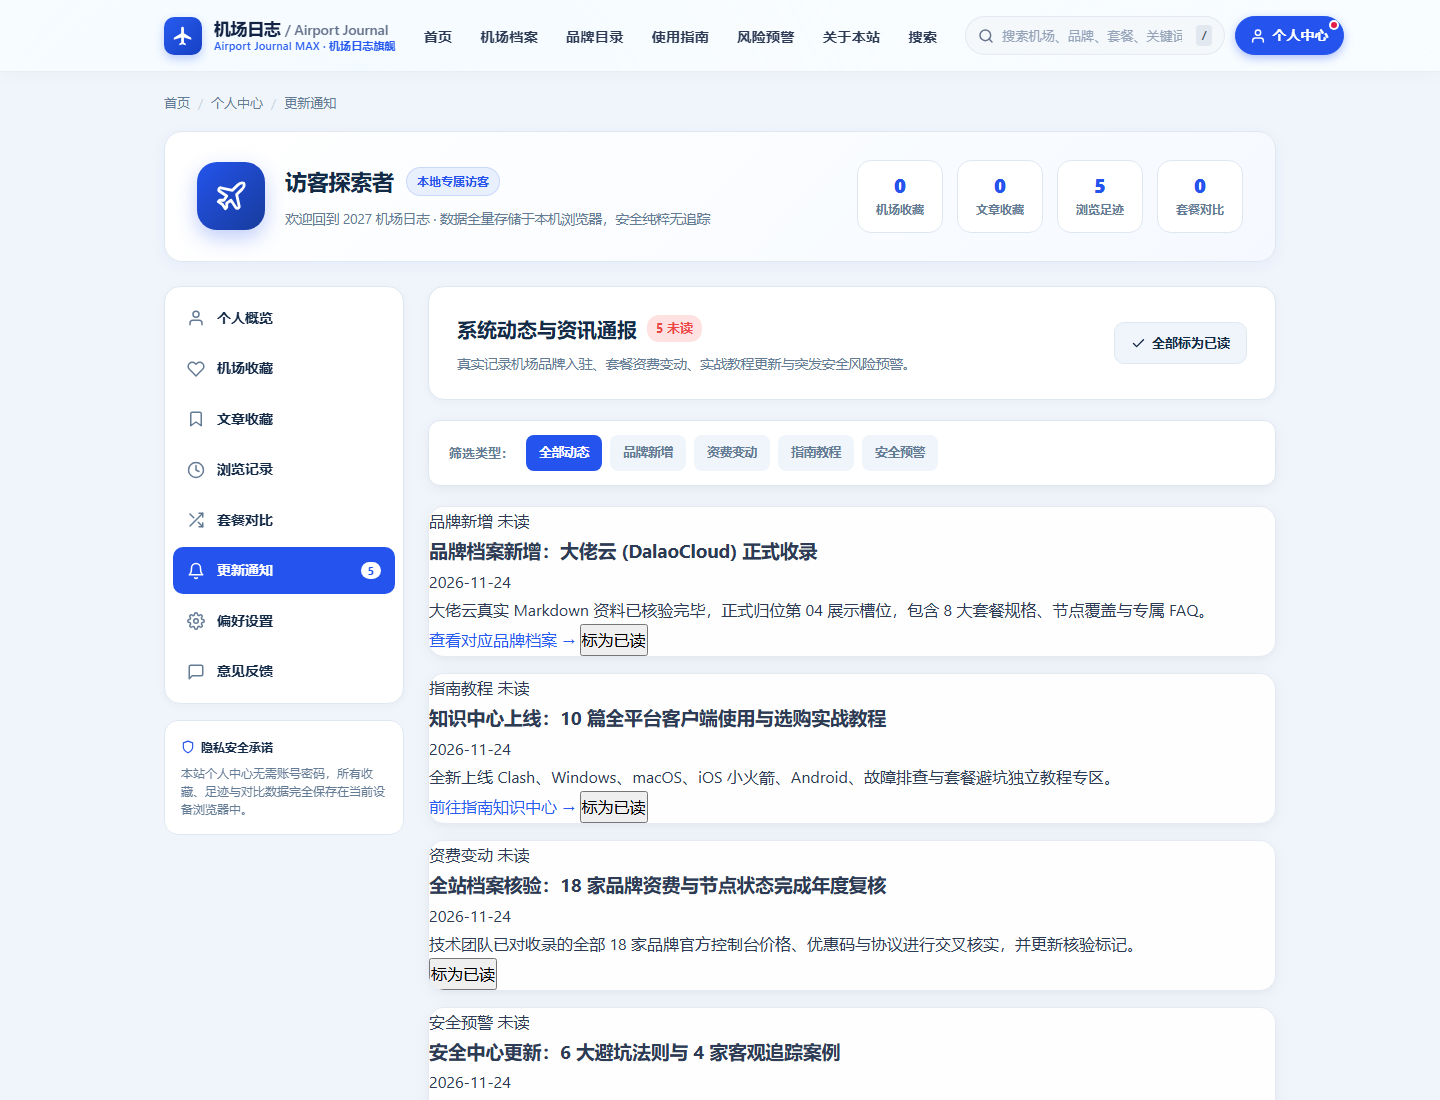 机场日志 / Airport Journal
Airport Journal MAX · 机场日志旗舰
首页
机场档案
品牌目录
使用指南
风险预警
关于本站
搜索
搜索机场、品牌、套餐、关键词
/
个人中心
首页 / 个人中心 / 更新通知
访客探索者
本地专属访客
欢迎回到 2027 机场日志 · 数据全量存储于本机浏览器，安全纯粹无追踪
0
机场收藏
0
文章收藏
5
浏览足迹
0
套餐对比
个人概览
机场收藏
文章收藏
浏览记录
套餐对比
更新通知
5
偏好设置
意见反馈
隐私安全承诺
本站个人中心无需账号密码，所有收
藏、足迹与对比数据完全保存在当前设
备浏览器中。
系统动态与资讯通报
5 未读
真实记录机场品牌入驻、套餐资费变动、实战教程更新与突发安全风险预警。
全部标为已读
筛选类型：
全部动态
品牌新增
资费变动
指南教程
安全预警
品牌新增 未读
品牌档案新增：大佬云 (DalaoCloud) 正式收录
2026-11-24
大佬云真实 Markdown 资料已核验完毕，正式归位第 04 展示槽位，包含 8 大套餐规格、节点覆盖与专属 FAQ。
查看对应品牌档案 → 标为已读
指南教程 未读
知识中心上线：10 篇全平台客户端使用与选购实战教程
2026-11-24
全新上线 Clash、Windows、macOS、iOS 小火箭、Android、故障排查与套餐避坑独立教程专区。
前往指南知识中心 → 标为已读
资费变动 未读
全站档案核验：18 家品牌资费与节点状态完成年度复核
2026-11-24
技术团队已对收录的全部 18 家品牌官方控制台价格、优惠码与协议进行交叉核实，并更新核验标记。
标为已读
安全预警 未读
安全中心更新：6 大避坑法则与 4 家客观追踪案例
2026-11-24